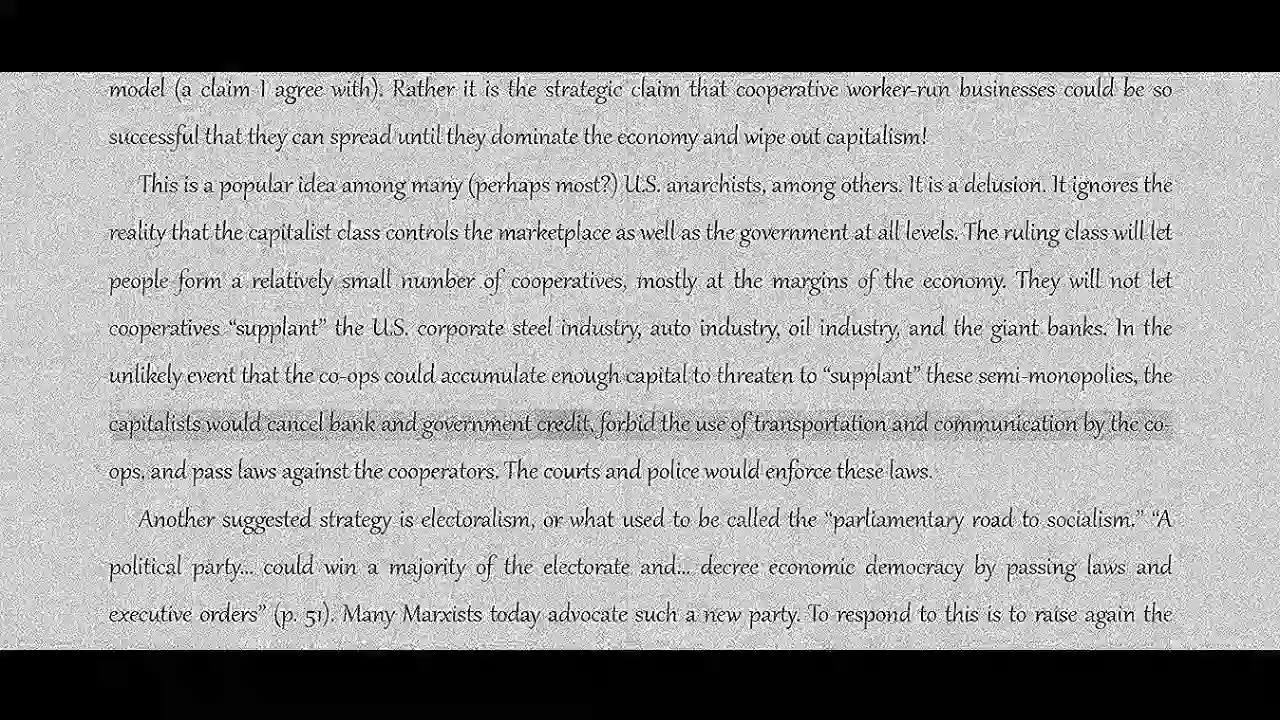 model (a claim I agree with). Rather it is the strategic claim that cooperative worker-run businesses could be so
successful that they can spread until they dominate the economy and wipe out capitalism!
This is a popular idea among many (perhaps most?) U.S. anarchists, among others. It is a delusion. It ignores the
reality that the capitalist class controls the marketplace as well as the government at all levels. The ruling class will let
people form a relatively small number of cooperatives, mostly at the margins of the economy. They will not let
cooperatives “supplant” the U.S. corporate steel industry, auto industry, oil industry, and the giant banks. In the
unlikely event that the co-ops could accumulate enough capital to threaten to “supplant” these semi-monopolies, the
capitalists would cancel bank and government credit, forbid the use of transportation and communication by the co-
ops, and pass laws against the cooperators. The courts and police would enforce these laws.
Another suggested strategy is electoralism, or what used to be called the “parliamentary road to socialism.” “A
political party... could win a majority of the electorate and... decree economic democracy by passing laws and
executive orders” (p. 51). Many Marxists today advocate such a new party. To respond to this is to raise again the